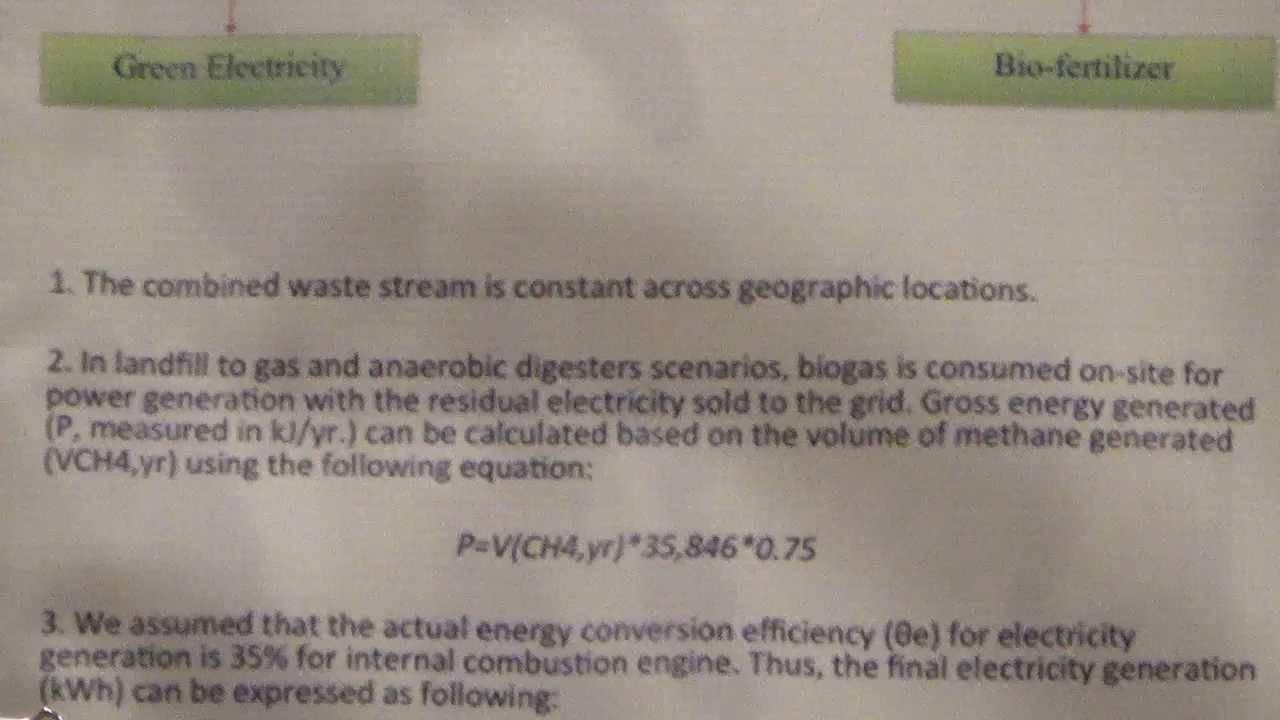 Green Electricity
Bio-fertilizer
1. The combined waste stream is constant across geographic locations.
2. In landfill to gas and anaerobic digesters scenarios, biogas is consumed on-site for
power generation with the residual electricity sold to the grid. Gross energy generated
(P, measured in kJ/yr.) can be calculated based on the volume of methane generated
(VCH4,yr) using the following equation:
P=V(CH4,yr)*35,846*0.75
3. We assumed that the actual energy conversion efficiency (θe) for electricity
generation is 35% for internal combustion engine. Thus, the final electricity generation
(kWh) can be expressed as following: